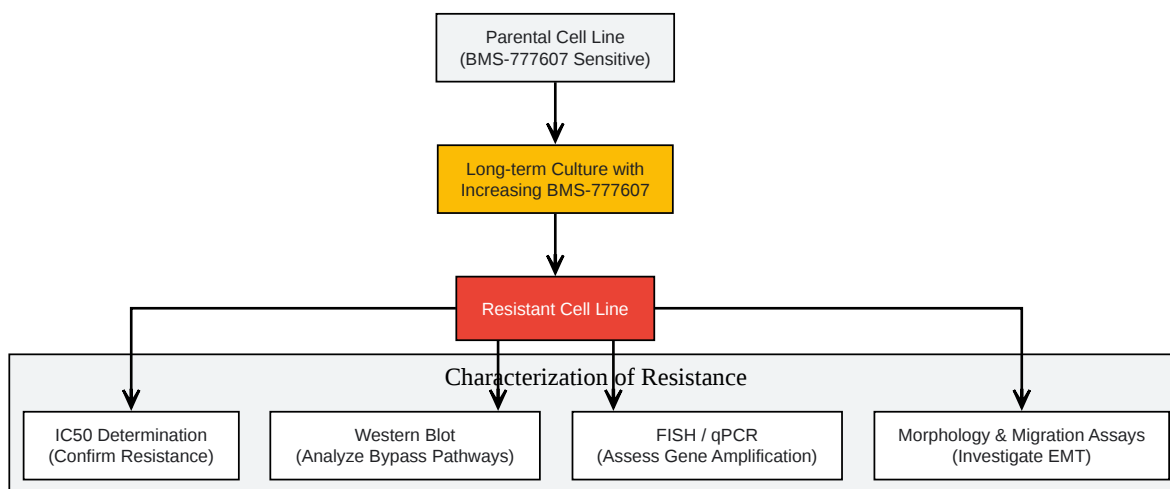 Parental Cell Line
(BMS-777607 Sensitive)
Long-term Culture with
Increasing BMS-777607
Resistant Cell Line
Characterization of Resistance
IC50 Determination
(Confirm Resistance)
Western Blot
(Analyze Bypass Pathways)
FISH / qPCR
(Assess Gene Amplification)
Morphology & Migration Assays
(Investigate EMT)